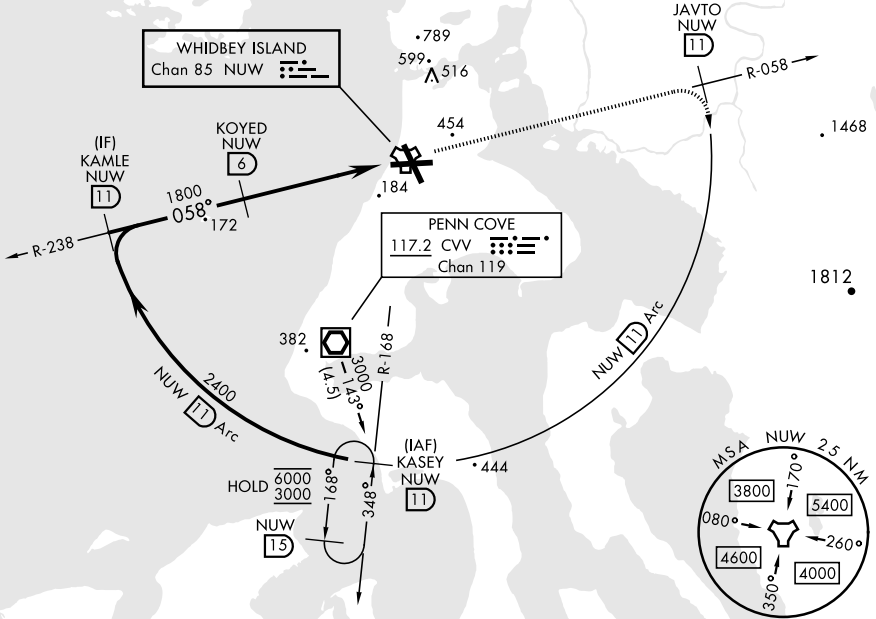 JAVTO
NUW
11
R-058
789
599
516
WHIDBEY ISLAND
Chan 85 NUW
454
1468
(IF)
KAMLE
NUW
11
KOYED
NUW
6
1800
058°
172
184
R-238
PENN COVE
117.2 CVV
Chan 119
1812
382
R-168
3000
143°
(4.5)
NUW 11 Arc
2400
NUW 11 Arc
(IAF)
KASEY
NUW
11
444
HOLD 6000
3000
168°
348°
NUW
15
MSA NUW 25 NM
170°
3800
5400
080°
260°
4600
4000
350°